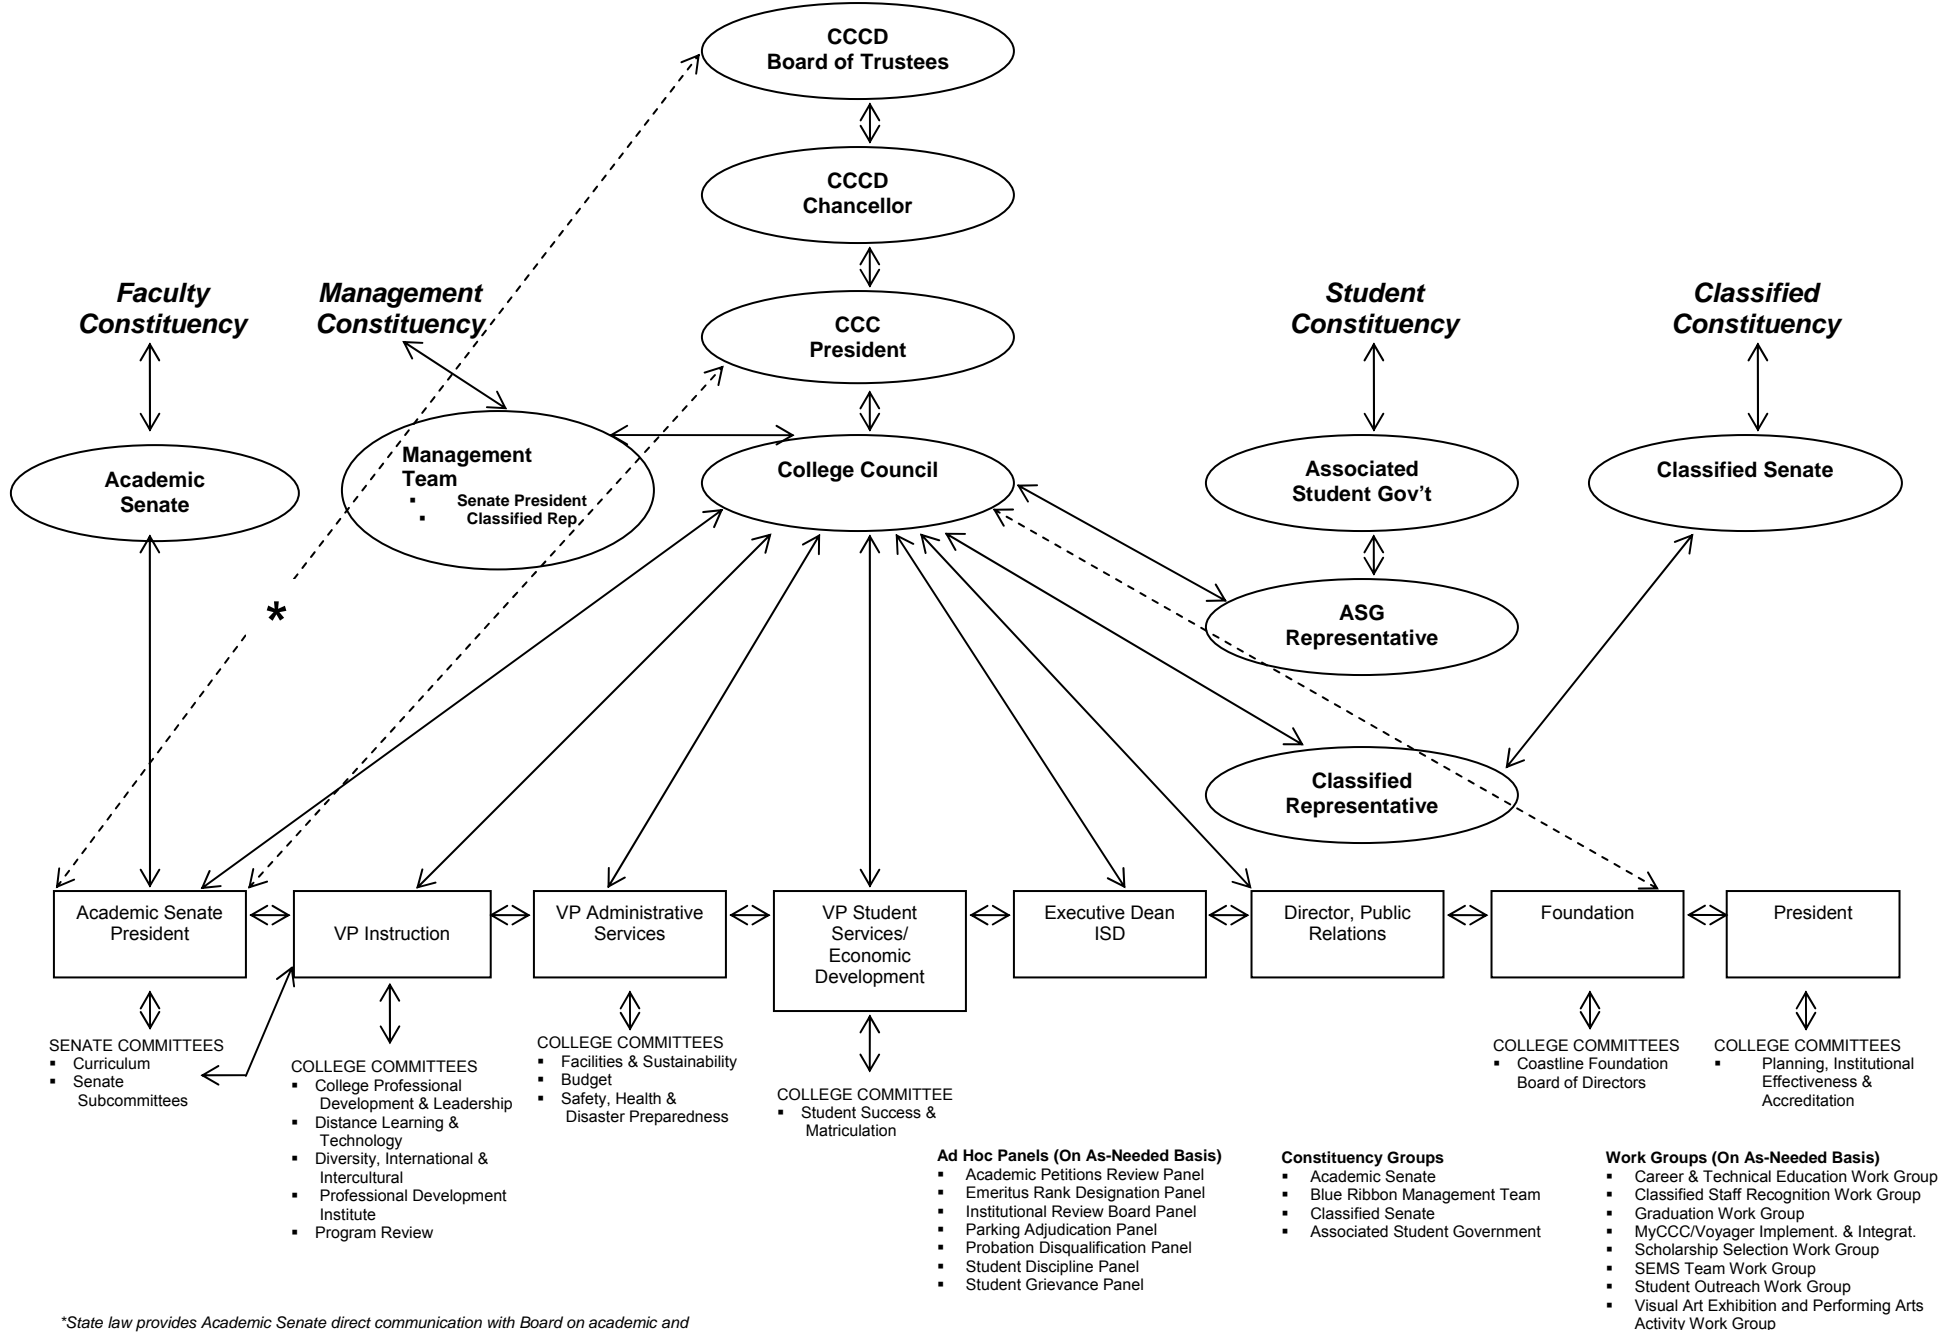 CCCD
Board of Trustees
CCCD
Chancellor
Faculty
Constituency
Management
Constituency
CCC
President
Student
Constituency
Classified
Constituency
Academic
Senate
Management
Team
▪ Senate President
▪ Classified Rep
College Council
Associated
Student Gov’t
Classified Senate
*
ASG
Representative
Classified
Representative
Academic Senate
President
VP Instruction
VP Administrative
Services
VP Student
Services/
Economic
Development
Executive Dean
ISD
Director, Public
Relations
Foundation
President
SENATE COMMITTEES
▪ Curriculum
▪ Senate
Subcommittees
COLLEGE COMMITTEES
▪ College Professional
Development & Leadership
▪ Distance Learning &
Technology
▪ Diversity, International &
Intercultural
▪ Professional Development
Institute
▪ Program Review
COLLEGE COMMITTEES
▪ Facilities & Sustainability
▪ Budget
▪ Safety, Health &
Disaster Preparedness
COLLEGE COMMITTEE
▪ Student Success &
Matriculation
COLLEGE COMMITTEES
▪ Coastline Foundation
Board of Directors
COLLEGE COMMITTEES
▪ Planning, Institutional
Effectiveness &
Accreditation
Ad Hoc Panels (On As-Needed Basis)
▪ Academic Petitions Review Panel
▪ Emeritus Rank Designation Panel
▪ Institutional Review Board Panel
▪ Parking Adjudication Panel
▪ Probation Disqualification Panel
▪ Student Discipline Panel
▪ Student Grievance Panel
Constituency Groups
▪ Academic Senate
▪ Blue Ribbon Management Team
▪ Classified Senate
▪ Associated Student Government
Work Groups (On As-Needed Basis)
▪ Career & Technical Education Work Group
▪ Classified Staff Recognition Work Group
▪ Graduation Work Group
▪ MyCCC/Voyager Implement. & Integrat.
▪ Scholarship Selection Work Group
▪ SEMS Team Work Group
▪ Student Outreach Work Group
▪ Visual Art Exhibition and Performing Arts
Activity Work Group
*State law provides Academic Senate direct communication with Board on academic and